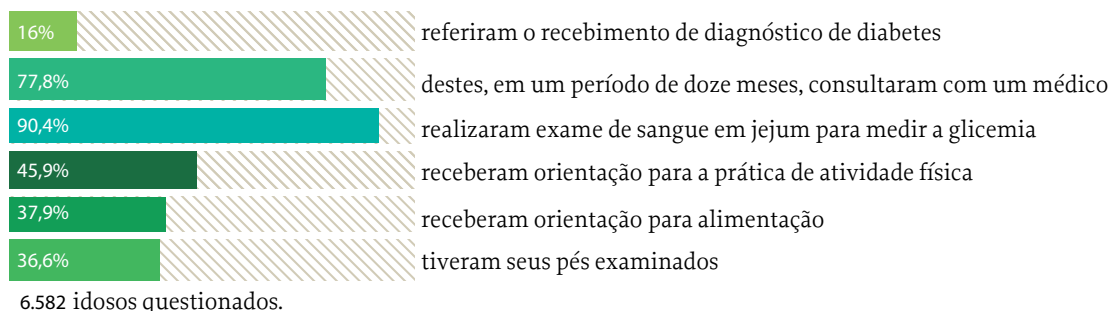 16% referiram o recebimento de diagnóstico de diabetes
77,8% destes, em um período de doze meses, consultaram com um médico
90,4% realizaram exame de sangue em jejum para medir a glicemia
45,9% receberam orientação para a prática de atividade física
37,9% receberam orientação para alimentação
36,6% tiveram seus pés examinados
6.582 idosos questionados.